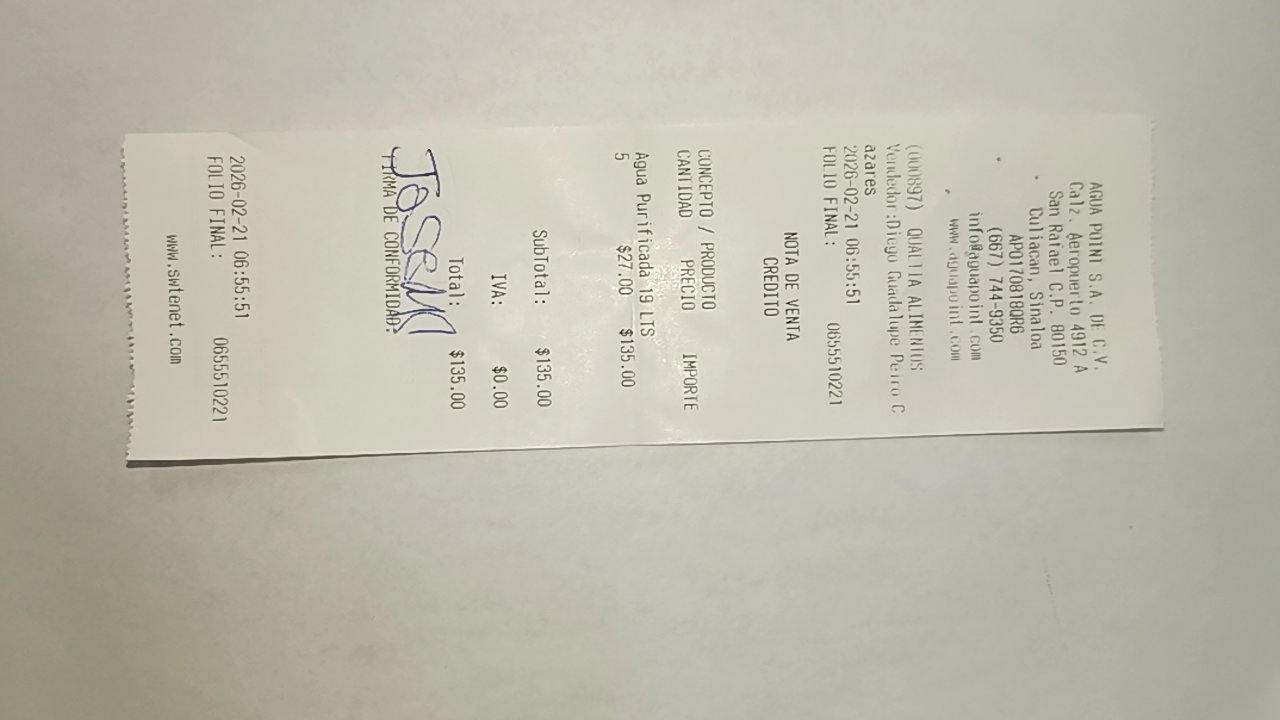 AGUA POINT S.A. DE C.V.
Calz. Aeropuerto 4912 A
San Rafael C.P. 80150
Culiacan, Sinaloa
APO170818QR6
(667) 744-9350
info@aguapoint.com
www.aguapoint.com
(000897) QUALTIA ALIMENTOS
Vendedor:Diego Guadalupe Peiro C
azares
2026-02-21 06:55:51
FOLIO FINAL: 0655510221
NOTA DE VENTA
CREDITO
CONCEPTO / PRODUCTO
CANTIDAD PRECIO IMPORTE
Agua Purificada 19 LTS
5 $27.00 $135.00
SubTotal: $135.00
IVA: $0.00
Total: $135.00
FIRMA DE CONFORMIDAD:
2026-02-21 06:55:51
FOLIO FINAL: 0655510221
www.swtenet.com